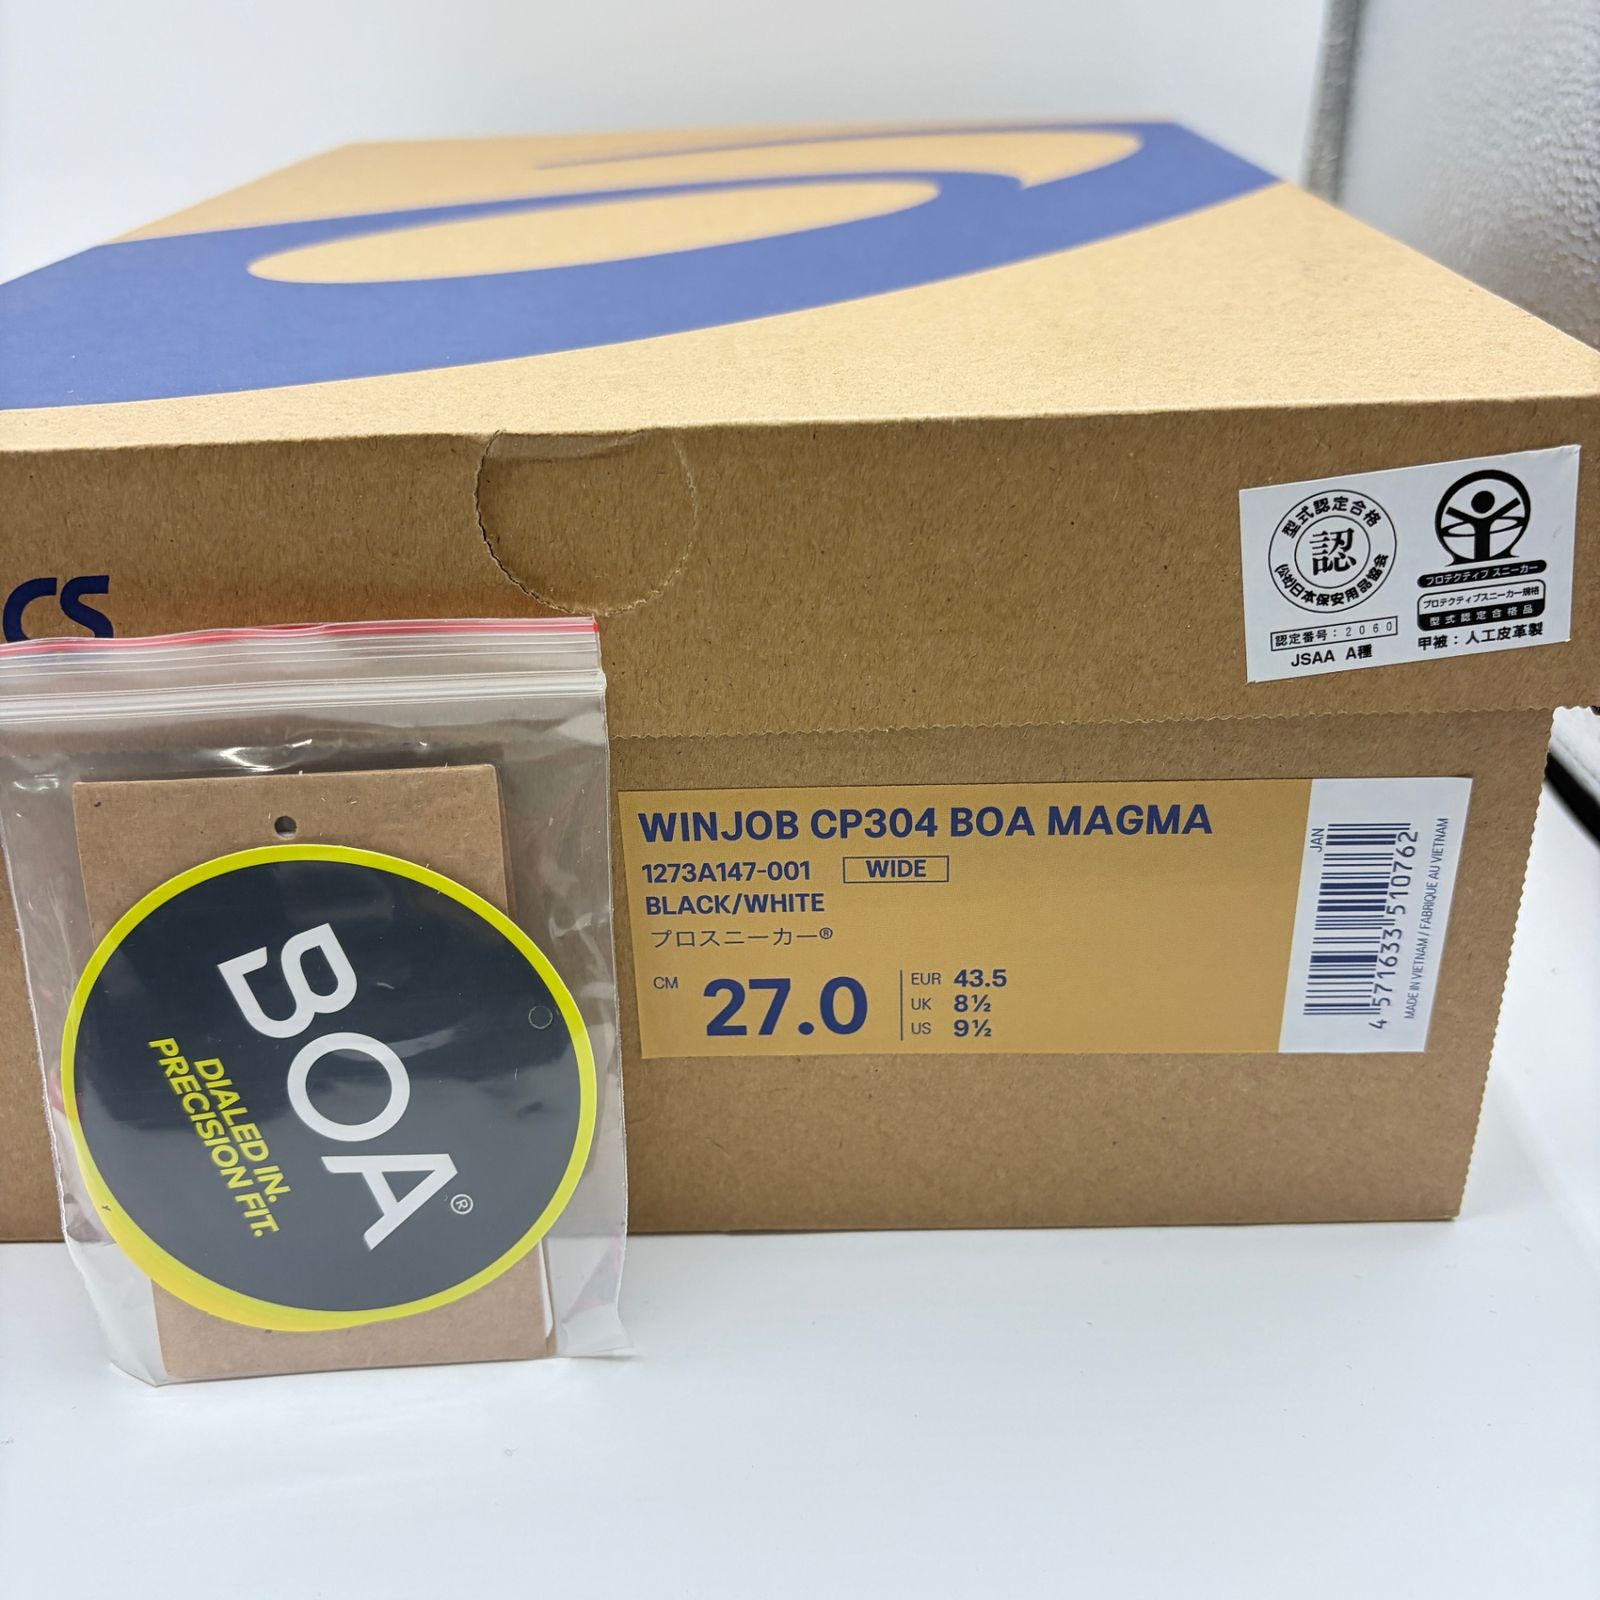 CS
型式認定合格
認
(公社)日本保安用品協会
認定番号:2060
JSAA A種
プロテクティブ スニーカー
プロテクティブスニーカー規格
型式認定合格品
甲被:人工皮革製
WINJOB CP304 BOA MAGMA
1273A147-001 WIDE
BLACK/WHITE
プロスニーカー®
CM 27.0
EUR 43.5
UK 8½
US 9½
JAN
4571633510762
MADE IN VIETNAM / FABRIQUE AU VIETNAM
BOA®
DIALED IN.
PRECISION FIT.